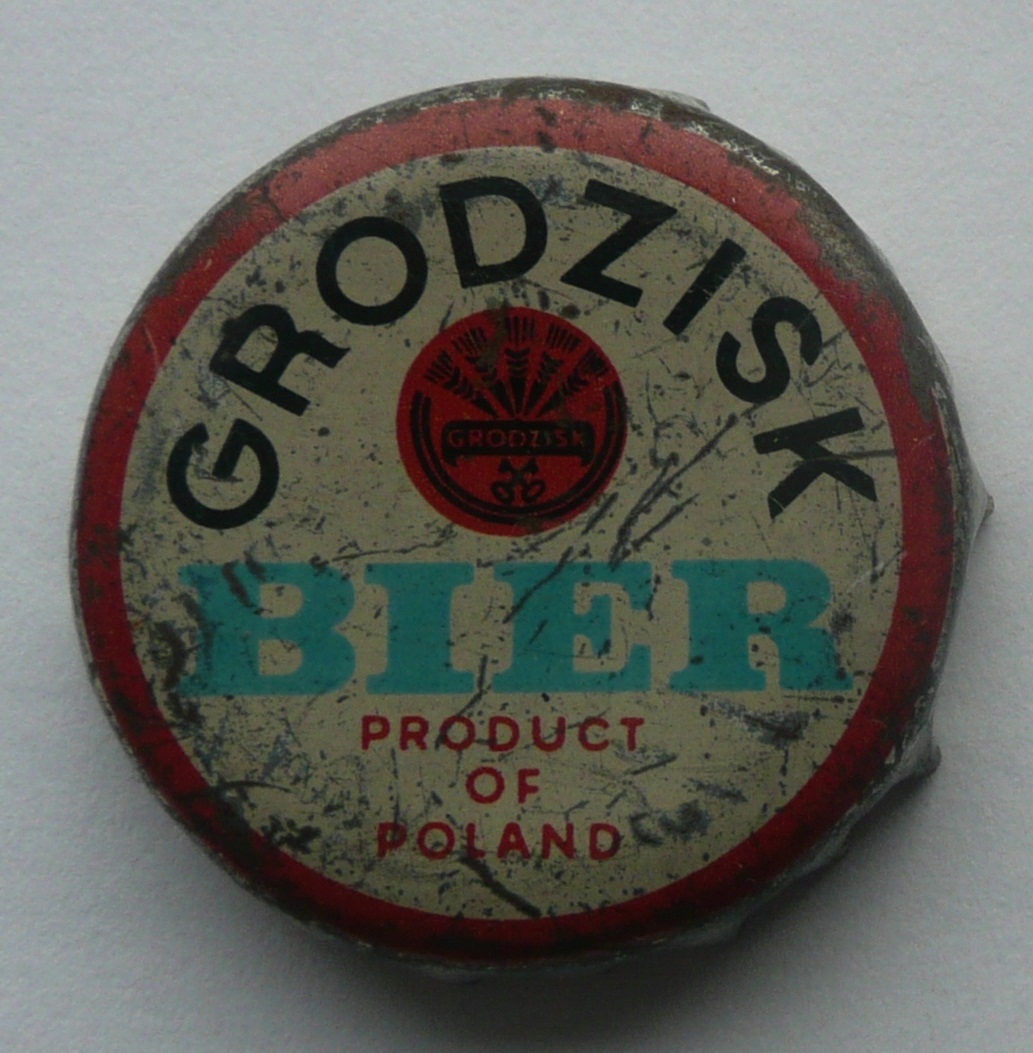 GRODZISK
GRODZISK
BIER
PRODUCT
OF
POLAND